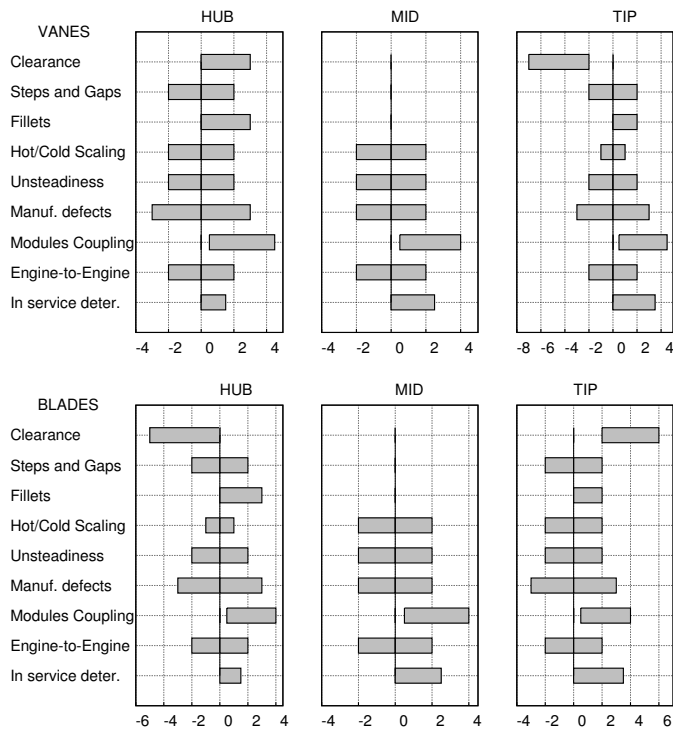 HUB MID TIP
VANES
Clearance
Steps and Gaps
Fillets
Hot/Cold Scaling
Unsteadiness
Manuf. defects
Modules Coupling
Engine-to-Engine
In service deter.
-4 -2 0 2 4 -4 -2 0 2 4 -8 -6 -4 -2 0 2 4
HUB MID TIP
BLADES
Clearance
Steps and Gaps
Fillets
Hot/Cold Scaling
Unsteadiness
Manuf. defects
Modules Coupling
Engine-to-Engine
In service deter.
-6 -4 -2 0 2 4 -4 -2 0 2 4 -4 -2 0 2 4 6